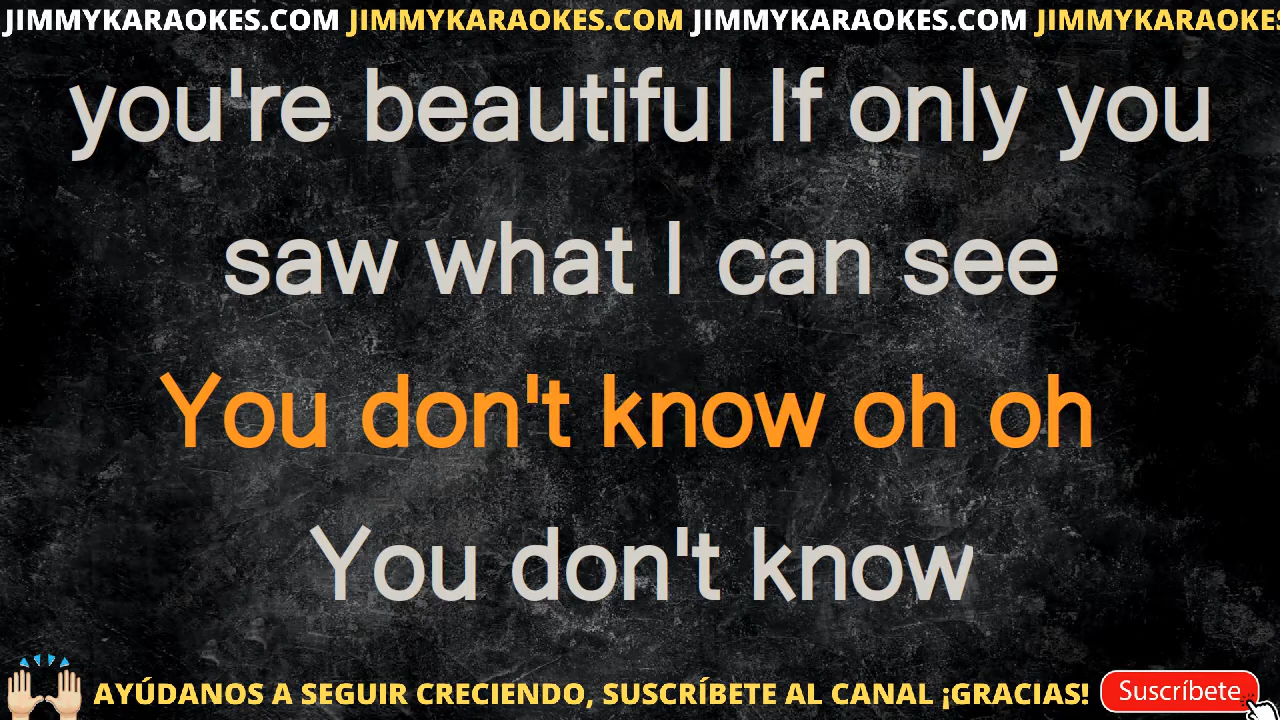 JIMMYKARAOKES.COM JIMMYKARAOKES.COM JIMMYKARAOKES.COM JIMMYKARAOKES
you're beautiful If only you
saw what I can see
You don't know oh oh
You don't know
AYÚDANOS A SEGUIR CRECIENDO, SUSCRÍBETE AL CANAL ¡GRACIAS! Suscríbete